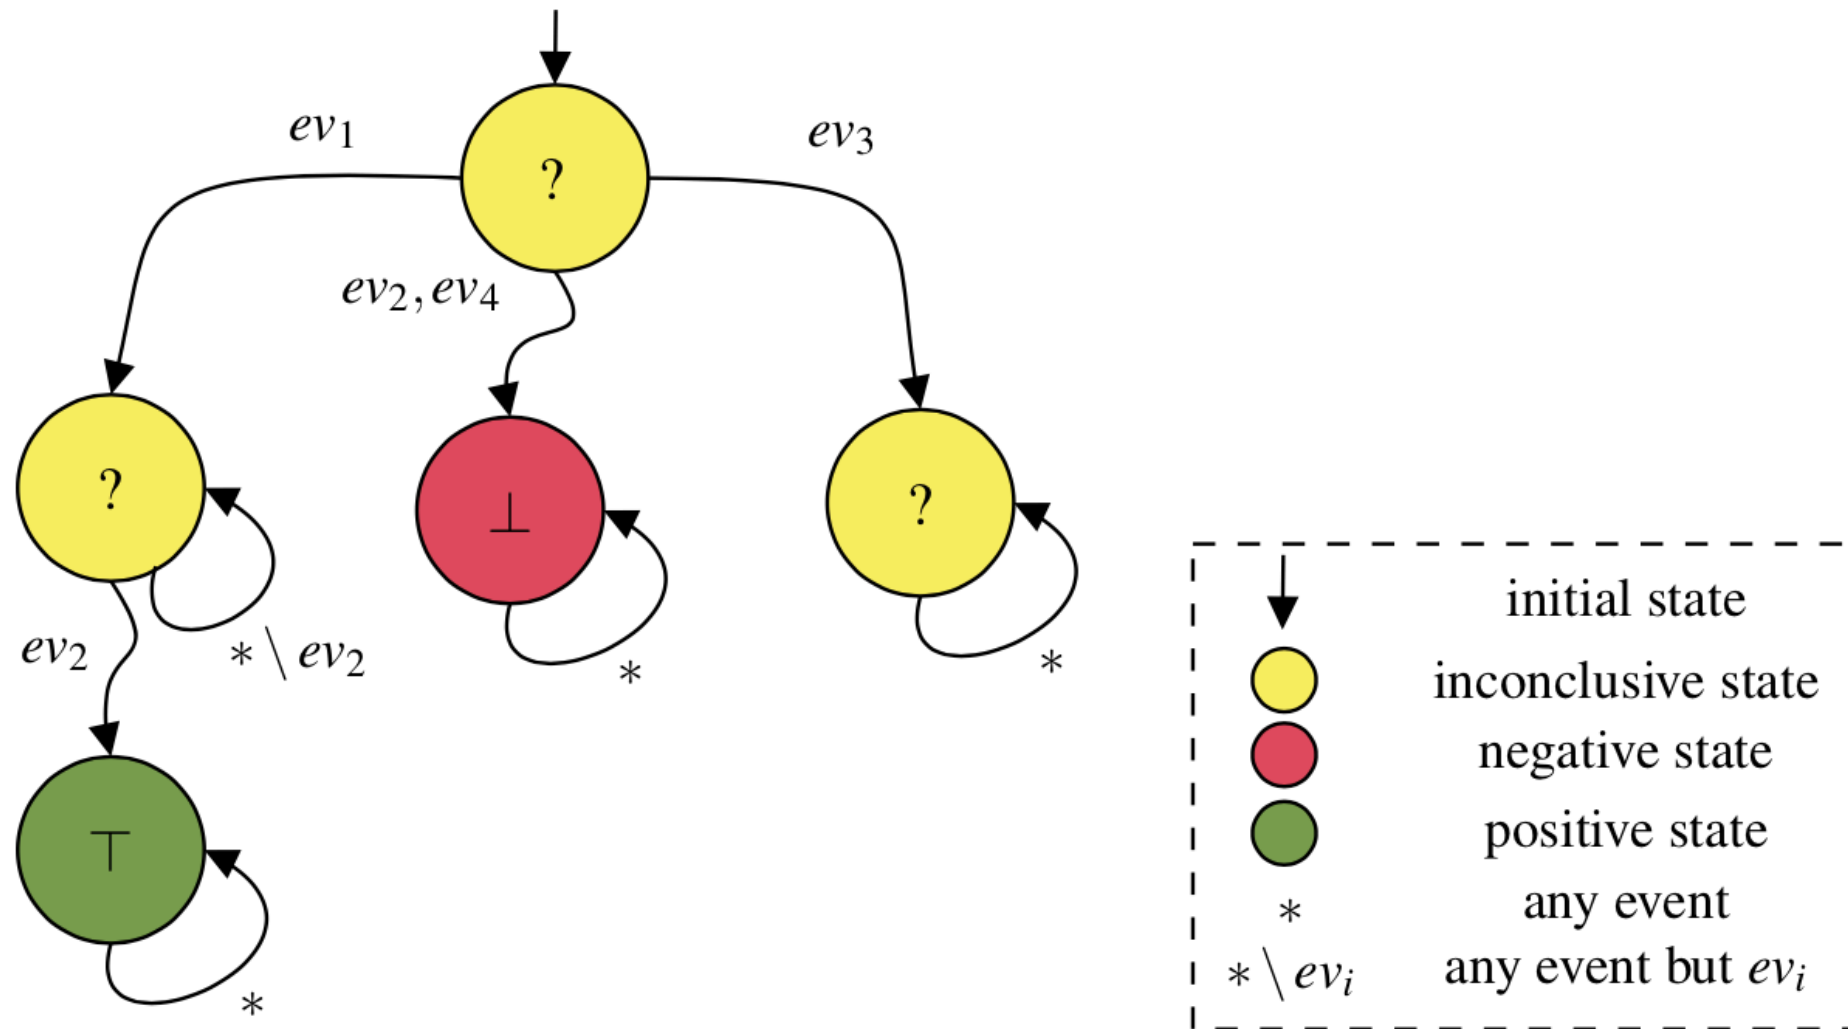 ev1
ev3
?
ev2, ev4
?
⊥
?
ev2
* \ ev2
*
*
⊤
*
initial state
inconclusive state
negative state
positive state
* any event
* \ evi any event but evi